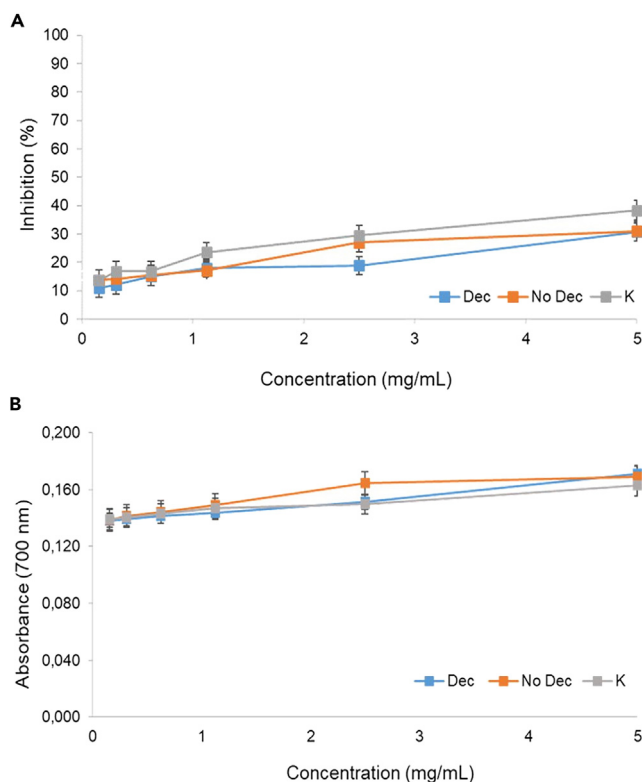 A
100
90
80
70
60
50
40
30
20
10
0
Inhibition (%)
Dec No Dec K
0 1 2 3 4 5
Concentration (mg/mL)
B
0,200
0,160
0,120
0,080
0,040
0,000
Absorbance (700 nm)
Dec No Dec K
0 1 2 3 4 5
Concentration (mg/mL)